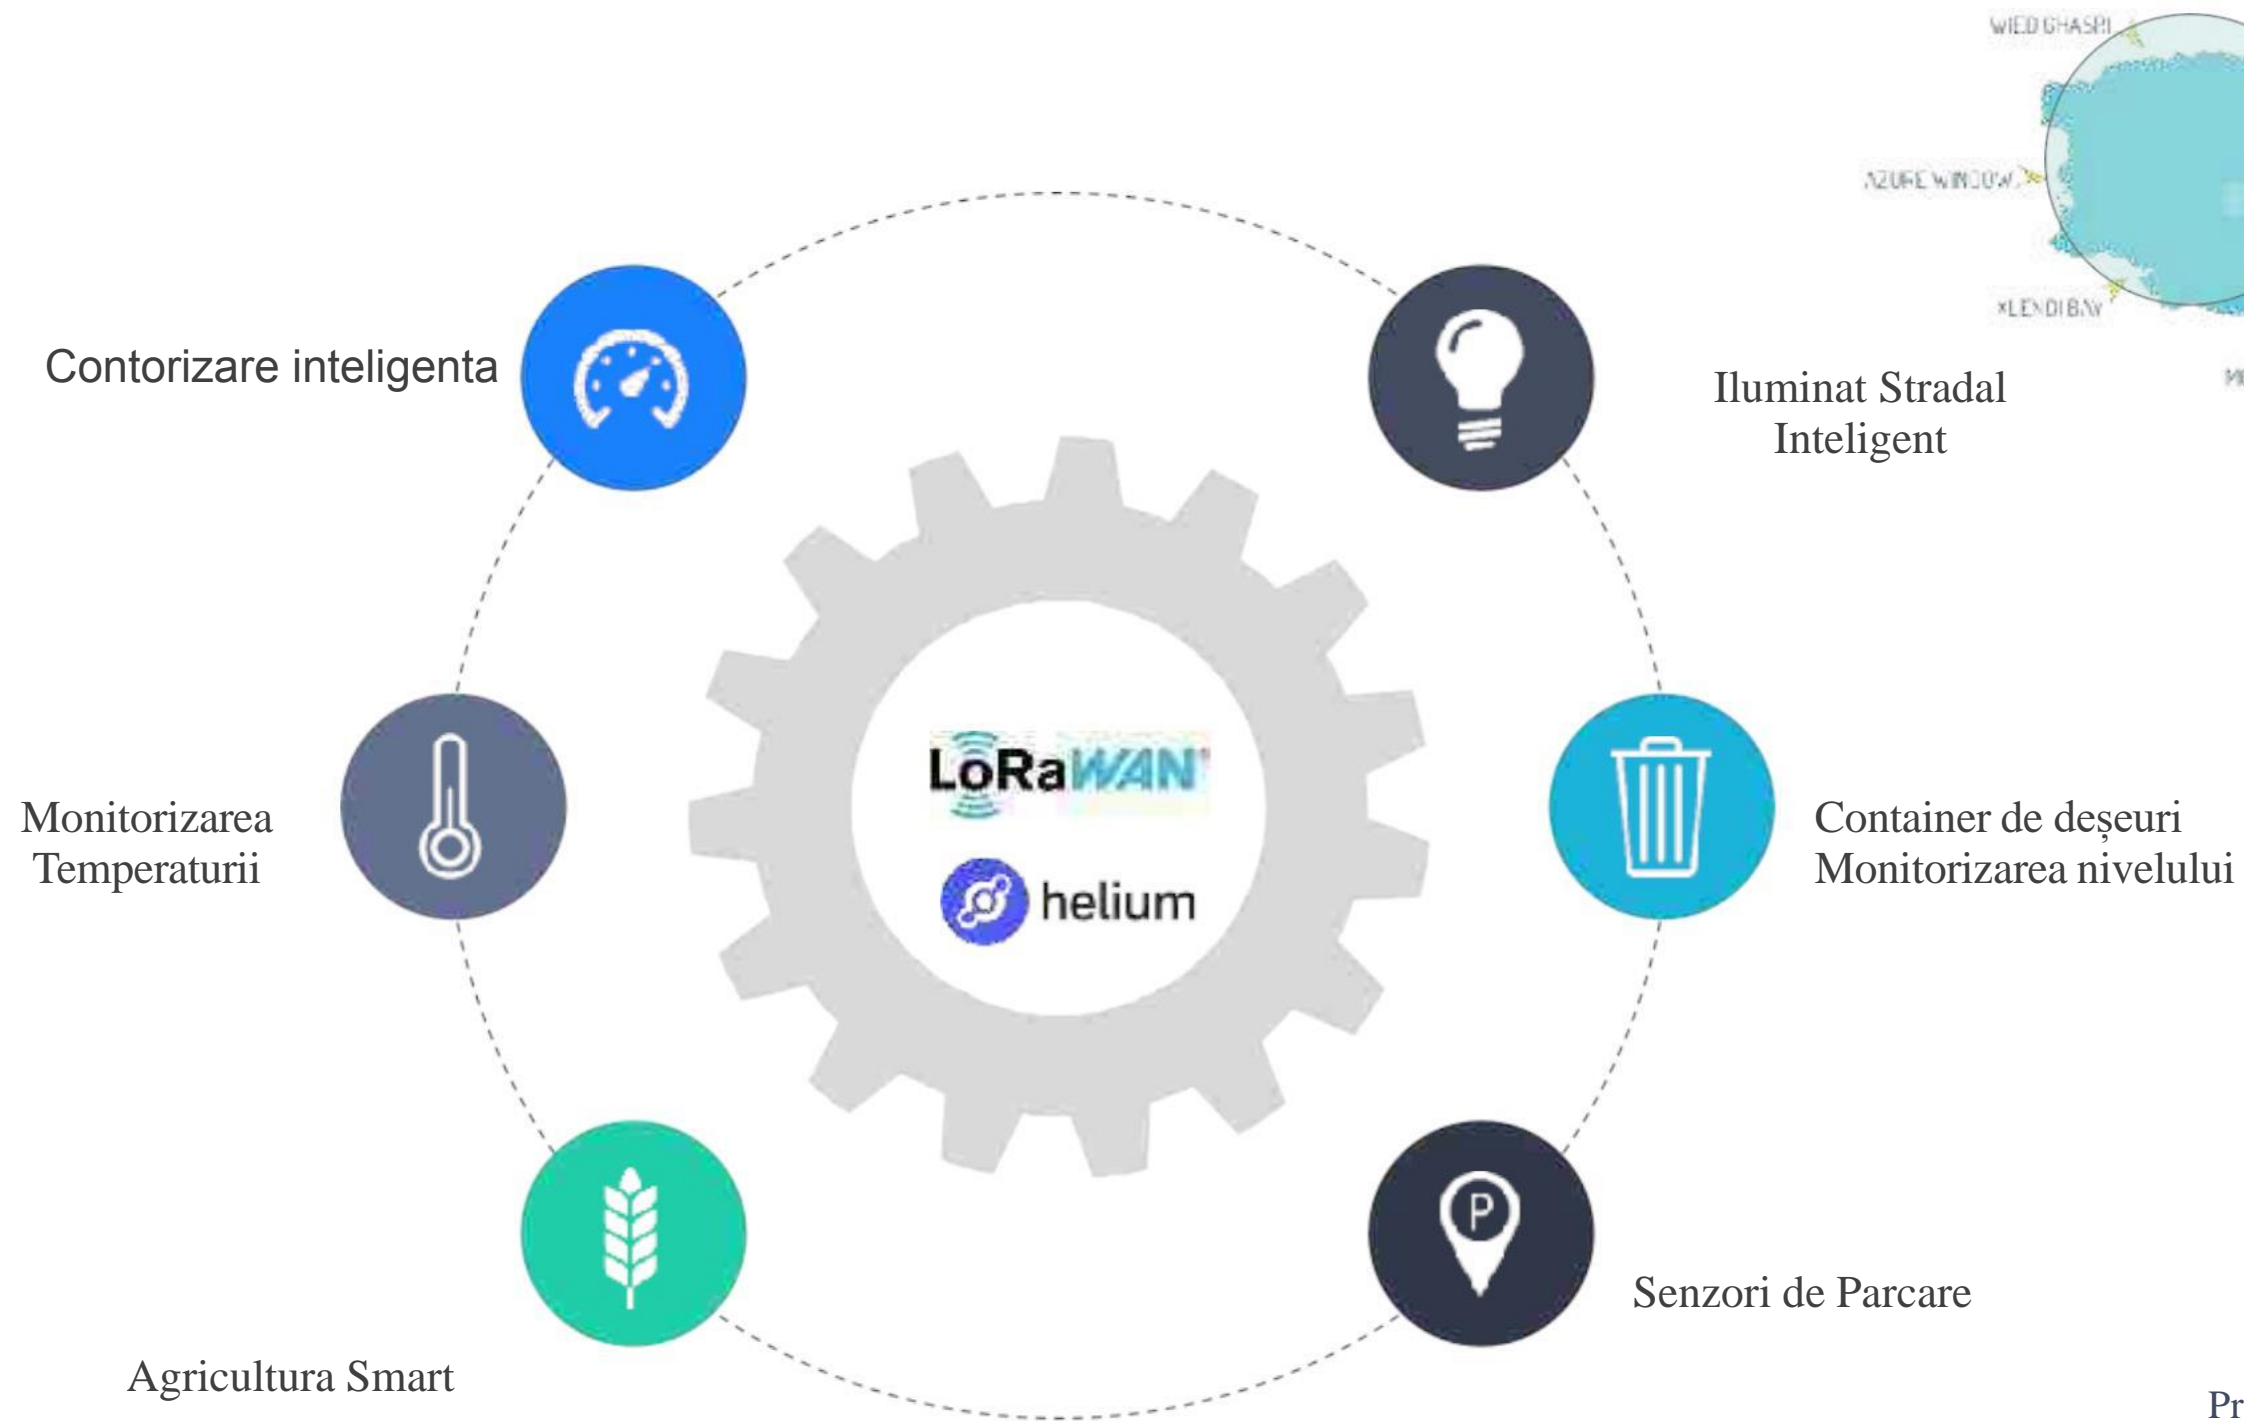 WIED GHASRI
AZURE WINDOW
XLENDI BAY
Contorizare inteligenta
Iluminat Stradal
Inteligent
LoRaWAN
helium
Monitorizarea
Temperaturii
Container de deșeuri
Monitorizarea nivelului
Senzori de Parcare
Agricultura Smart
Pr